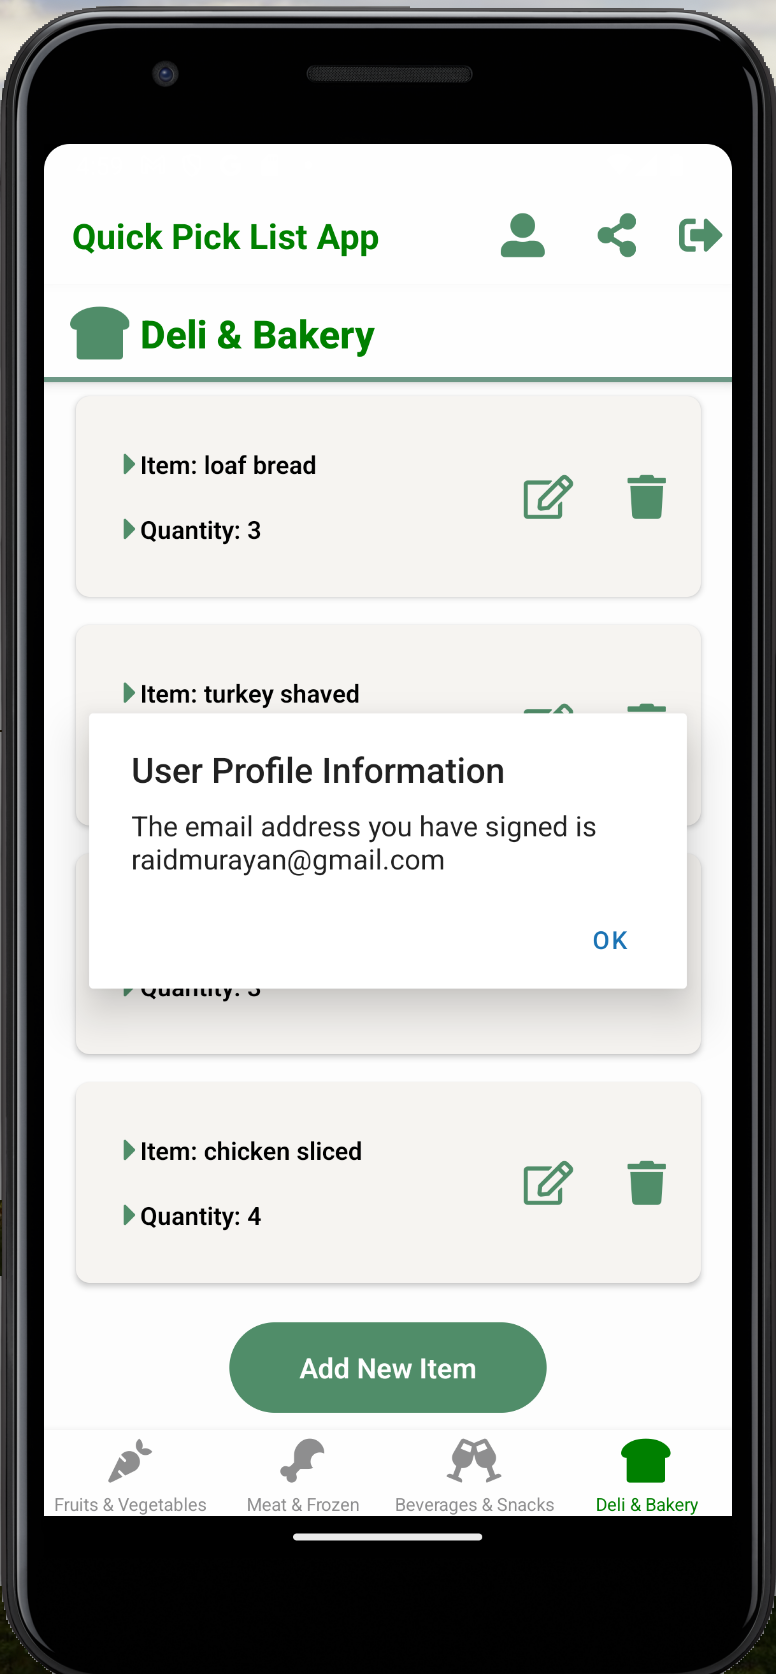 Quick Pick List App
Deli & Bakery
Item: loaf bread
Quantity: 3
Item: turkey shaved
User Profile Information
The email address you have signed is
raidmurayan@gmail.com
OK
Quantity: 3
Item: chicken sliced
Quantity: 4
Add New Item
Fruits & Vegetables
Meat & Frozen
Beverages & Snacks
Deli & Bakery